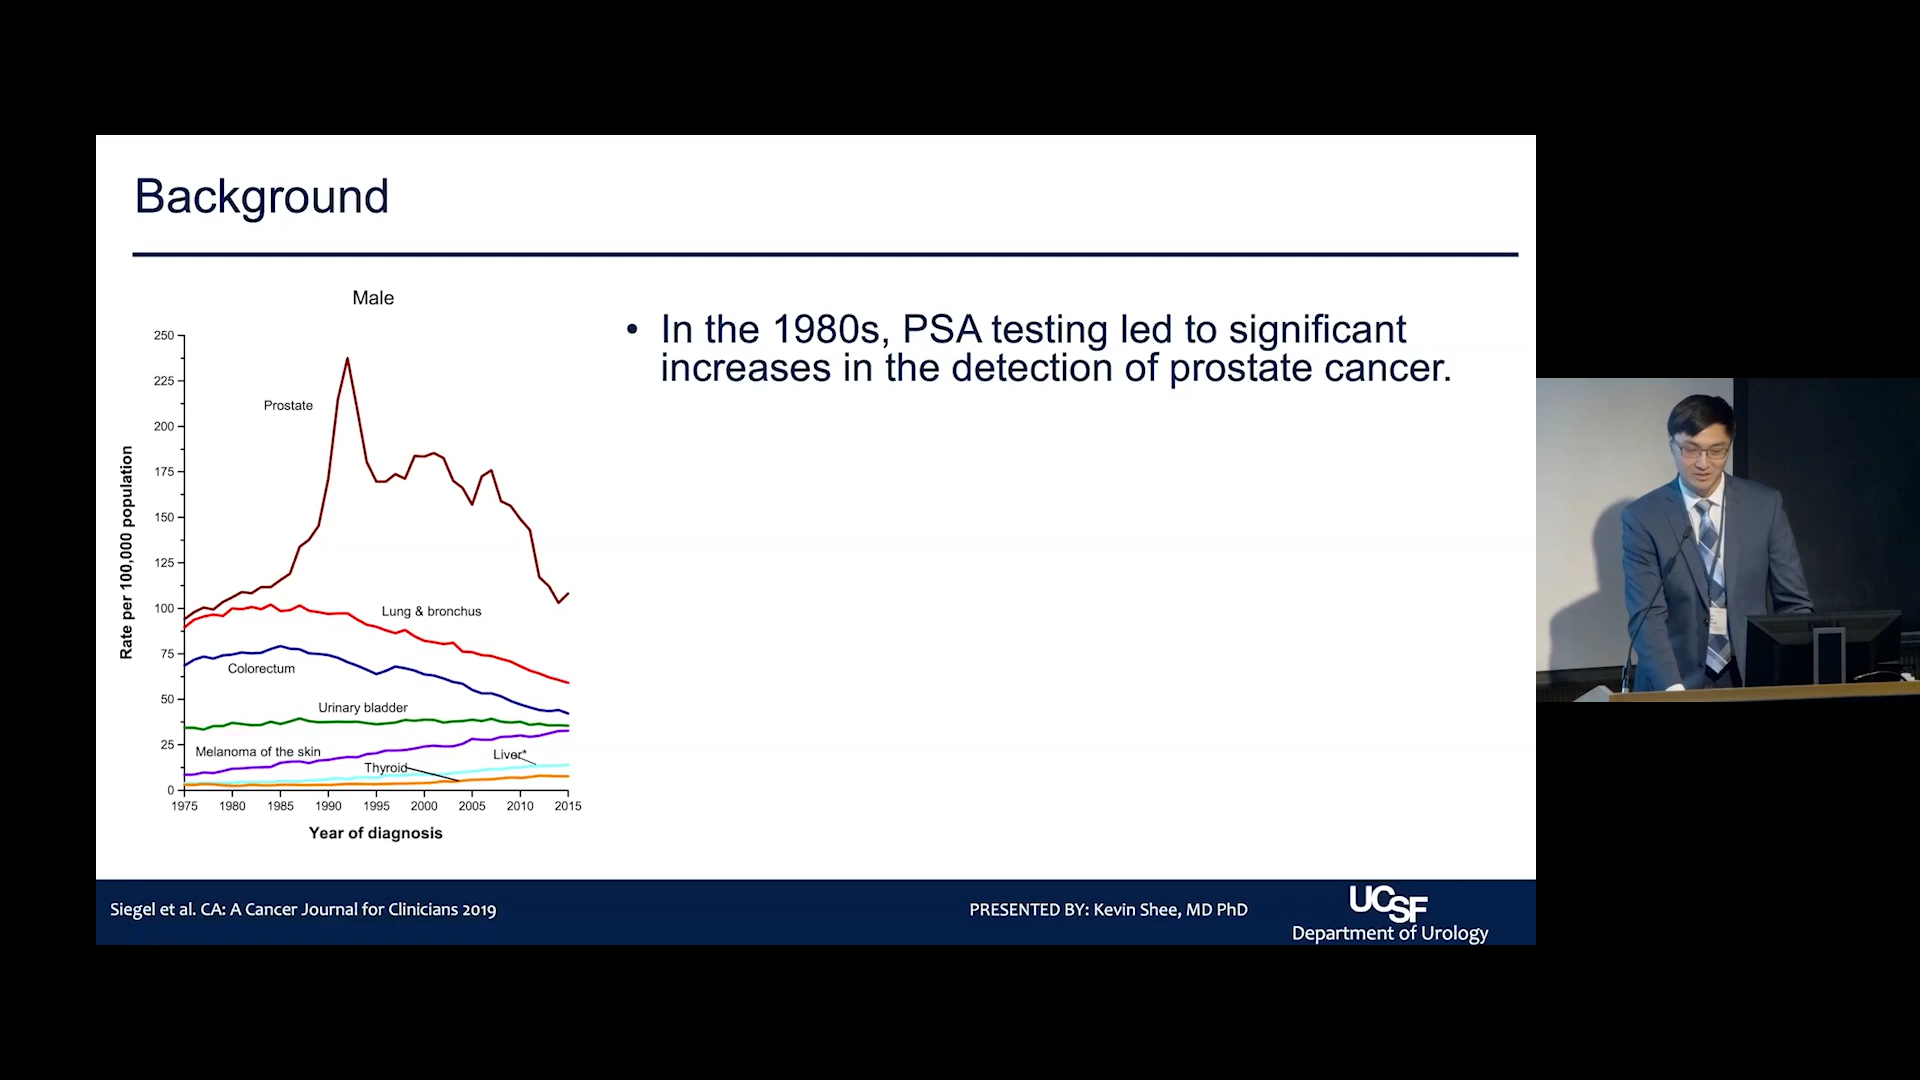 Background
Male
250
225
200
175
150
125
100
75
50
25
0
Rate per 100,000 population
Prostate
Lung & bronchus
Colorectum
Urinary bladder
Melanoma of the skin
Liver*
Thyroid
1975 1980 1985 1990 1995 2000 2005 2010 2015
Year of diagnosis
• In the 1980s, PSA testing led to significant
increases in the detection of prostate cancer.
Siegel et al. CA: A Cancer Journal for Clinicians 2019
PRESENTED BY: Kevin Shee, MD PhD
UCSF
Department of Urology